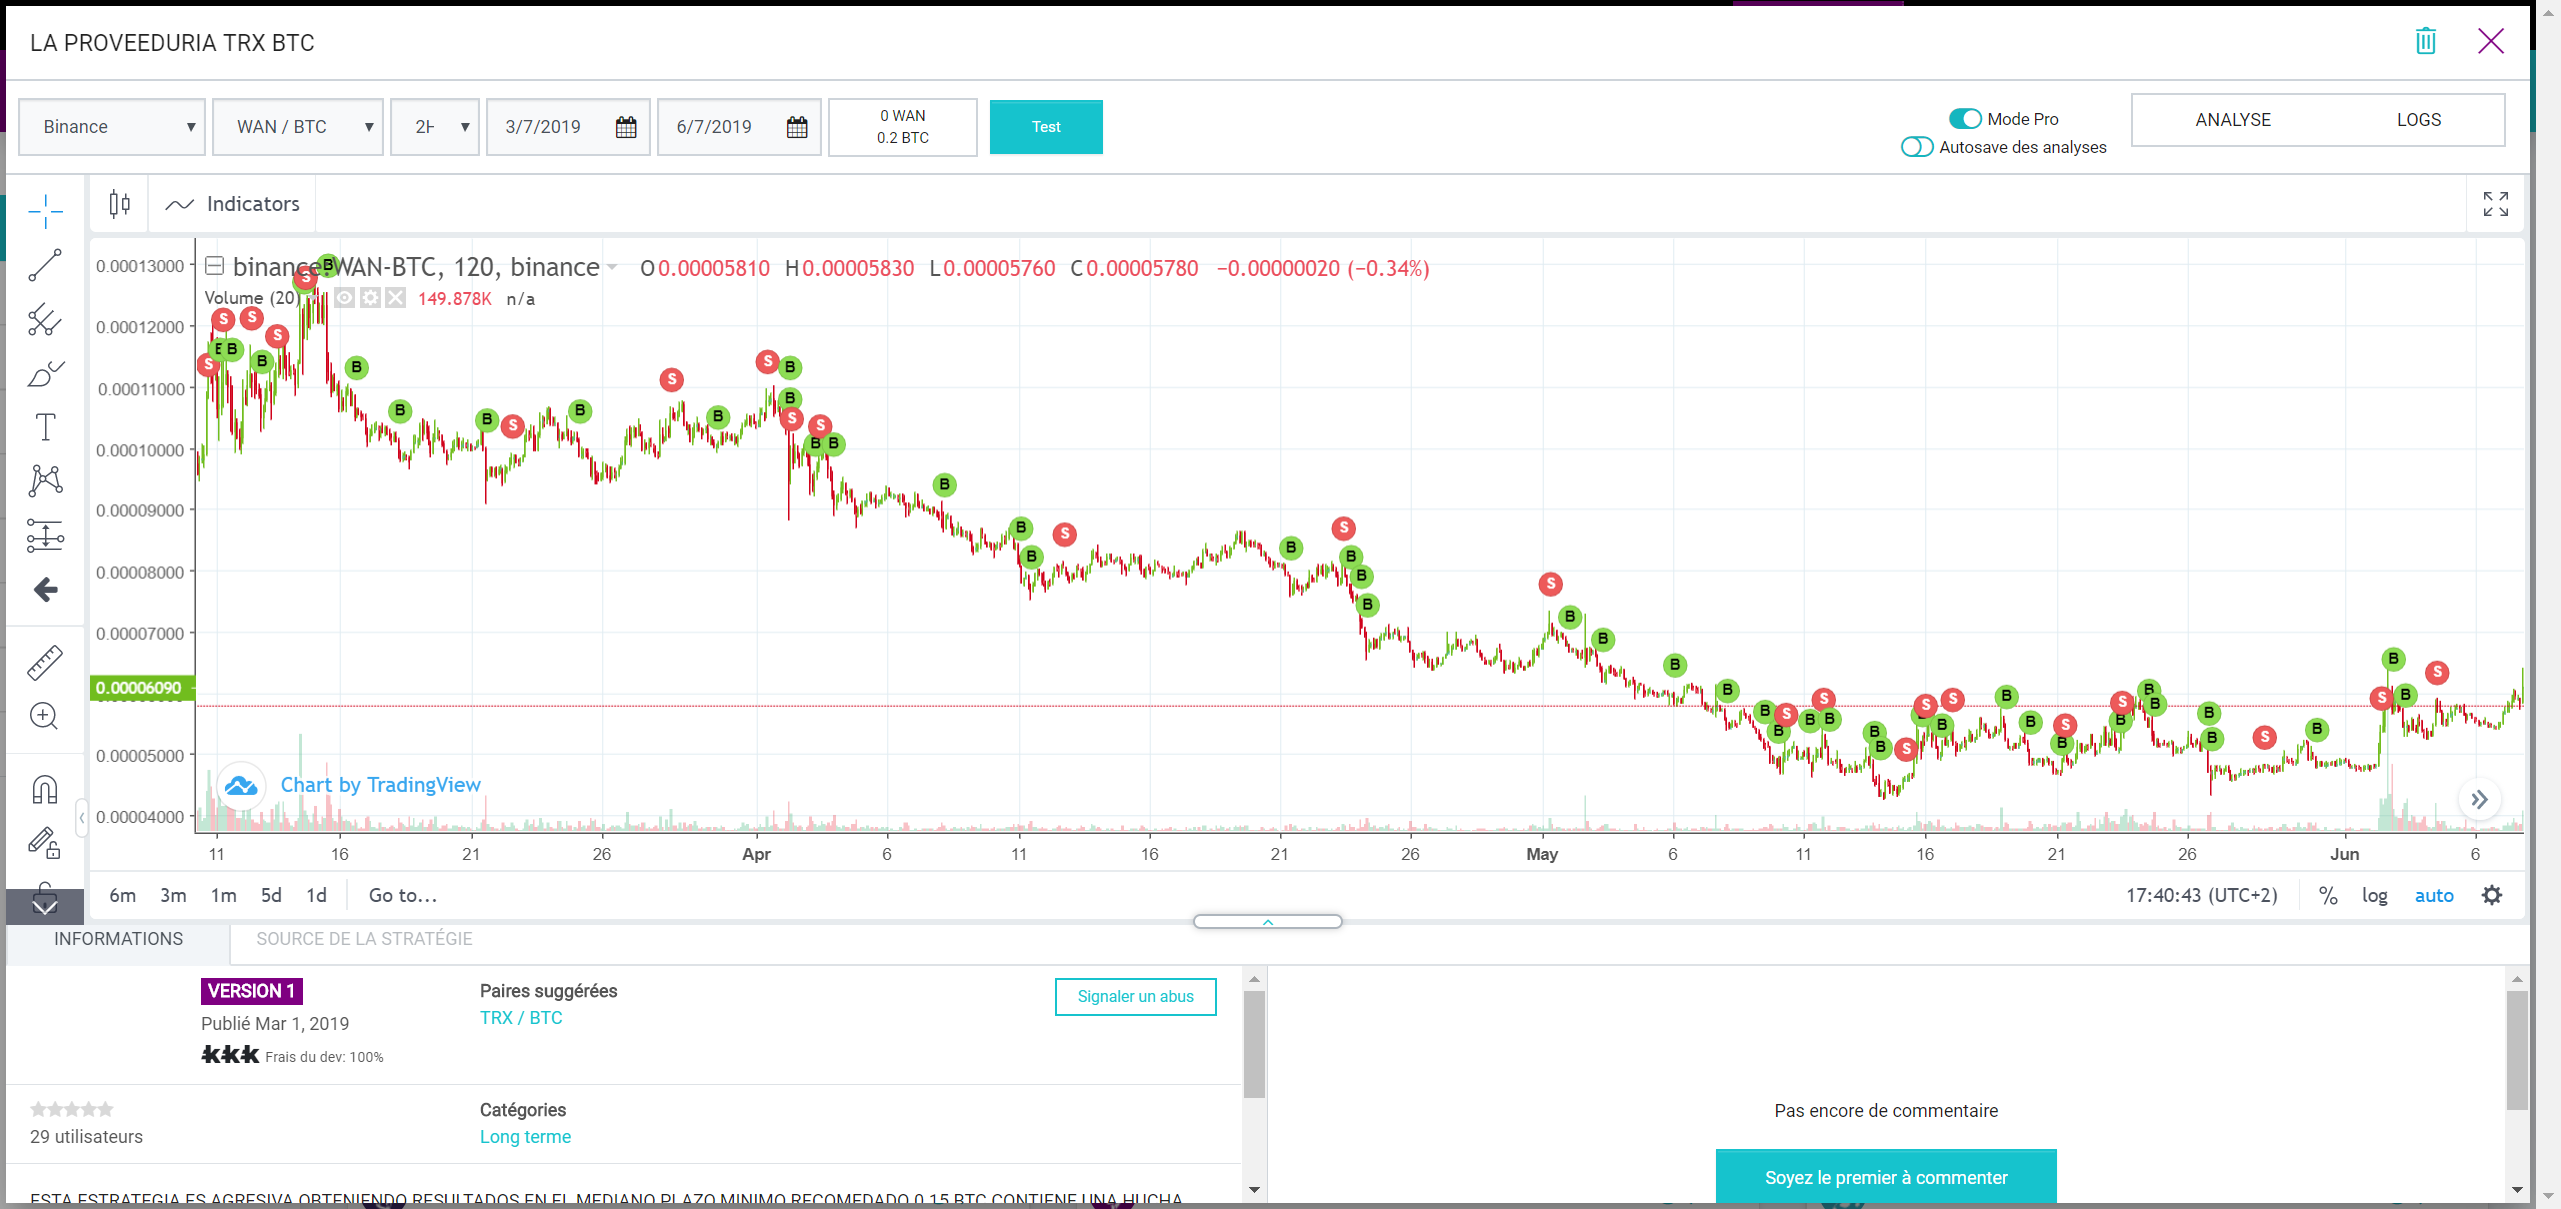 LA PROVEEDURIA TRX BTC
Binance
WAN / BTC
2H
3/7/2019
6/7/2019
0 WAN
0.2 BTC
Test
Mode Pro
Autosave des analyses
ANALYSE
LOGS
Indicators
binance:WAN-BTC, 120, binance
O0.00005810 H0.00005830 L0.00005760 C0.00005780 −0.00000020 (−0.34%)
Volume (20)
149.878K n/a
0.00013000
0.00012000
0.00011000
0.00010000
0.00009000
0.00008000
0.00007000
0.00006090
0.00005000
0.00004000
Chart by TradingView
11 16 21 26 Apr 6 11 16 21 26 May 6 11 16 21 26 Jun 6
6m 3m 1m 5d 1d Go to...
17:40:43 (UTC+2) % log auto
INFORMATIONS
SOURCE DE LA STRATÉGIE
VERSION 1
Publié Mar 1, 2019
Frais du dev: 100%
Paires suggérées
TRX / BTC
Signaler un abus
29 utilisateurs
Catégories
Long terme
ESTA ESTRATEGIA ES AGRESIVA OBTENIENDO RESULTADOS EN EL MEDIANO PLAZO MINIMO RECOMEDADO 0.15 BTC CONTIENE UNA HUCHA
Pas encore de commentaire
Soyez le premier à commenter